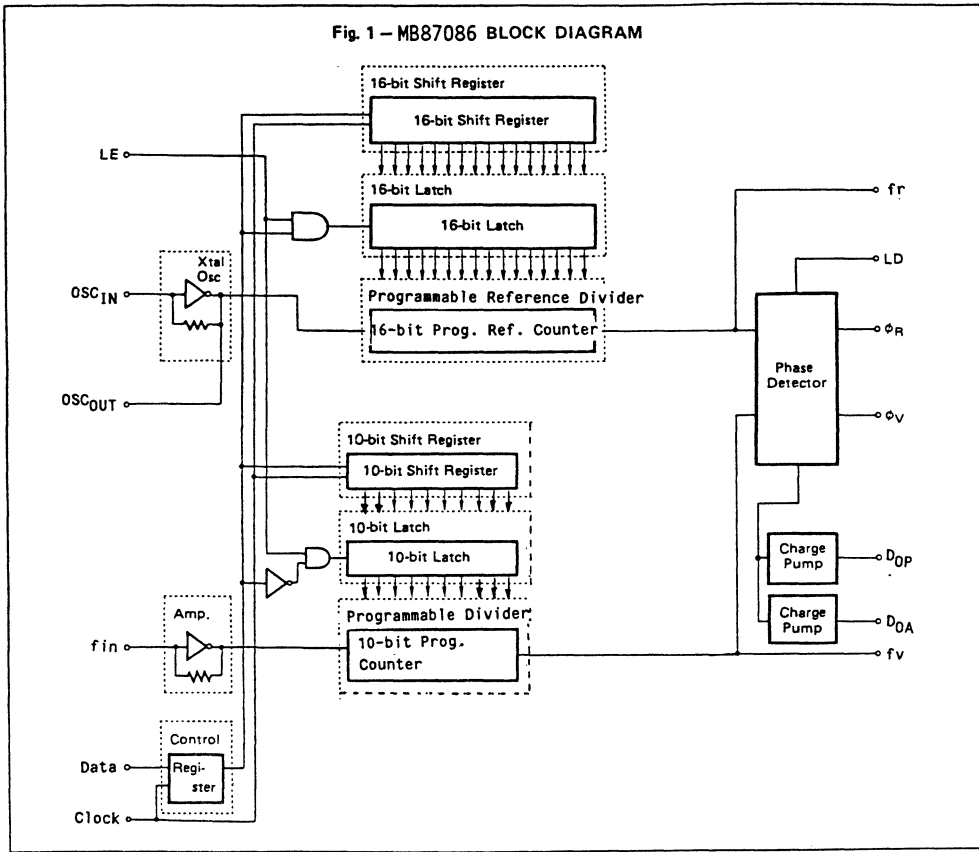 Fig. 1 – MB87086 BLOCK DIAGRAM
16-bit Shift Register
16-bit Shift Register
LE
16-bit Latch
16-bit Latch
fr
Xtal
Osc
LD
OSCIN
Programmable Reference Divider
16-bit Prog. Ref. Counter
ϕR
Phase
Detector
OSCOUT
ϕV
10-bit Shift Register
10-bit Shift Register
10-bit Latch
10-bit Latch
Charge
Pump
DOP
Amp.
Programmable Divider
Charge
Pump
DOA
fin
10-bit Prog.
Counter
fv
Control
Data
Regi-
ster
Clock